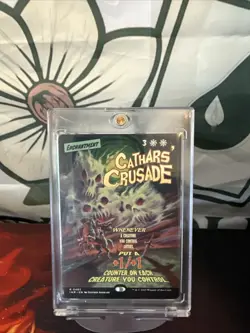 ENCHANTMENT
3
CATHARS'
CRUSADE
WHENEVER
A CREATURE
YOU CONTROL
ENTERS,
PUT A
+1/+1
COUNTER ON EACH
CREATURE YOU CONTROL